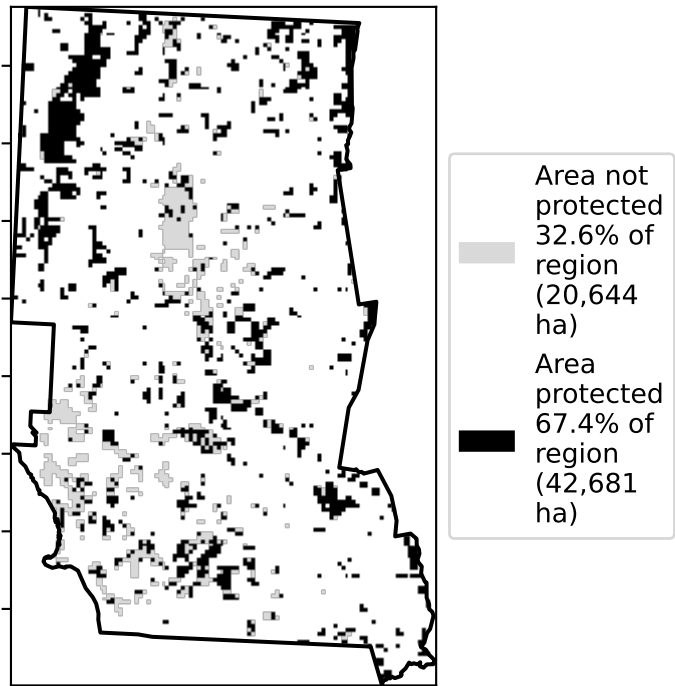 Area not
protected
32.6% of
region
(20,644
ha)
Area
protected
67.4% of
region
(42,681
ha)